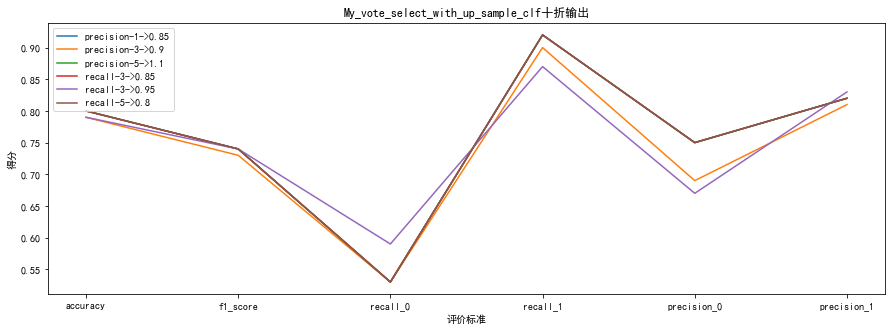 My_vote_select_with_up_sample_clf十折输出
precision-1->0.85
precision-3->0.9
precision-5->1.1
recall-3->0.85
recall-3->0.95
recall-5->0.8
0.90
0.85
0.80
0.75
0.70
0.65
0.60
0.55
得分
accuracy
f1_score
recall_0
recall_1
precision_0
precision_1
评价标准